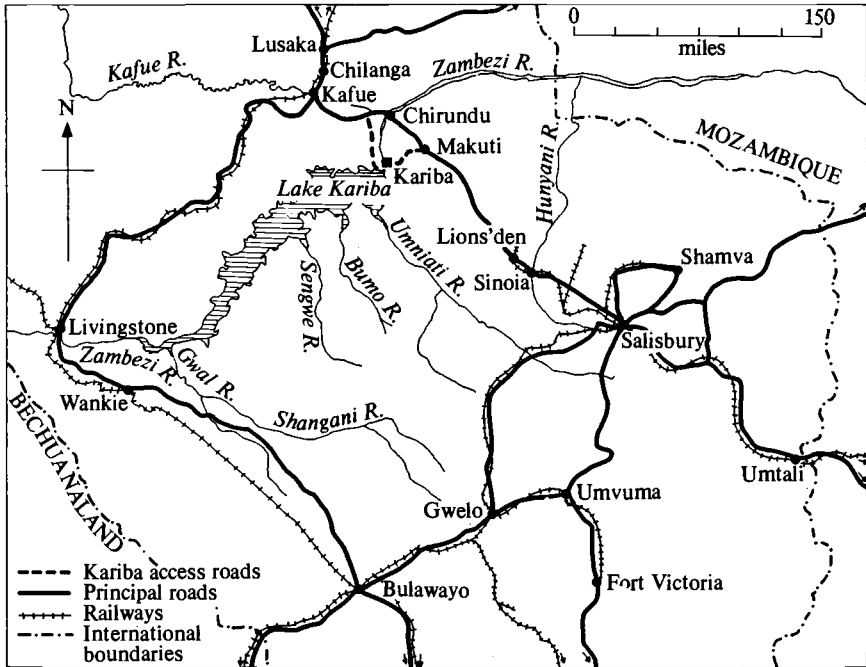 0 150
miles
Lusaka
Kafue R.
Zambezi R.
Chilanga
Kafue
N
Chirundu
Makuti
MOZAMBIQUE
Hunyani R.
Kariba
Lake Kariba
Umniati R.
Lions'den
Shamva
Sengwe R.
Bumo R.
Sinoia
Livingstone
Salisbury
Zambezi R.
Gwal R.
Wankie
Shangani R.
BECHUANALAND
Umtali
Gwelo
Umvuma
Kariba access roads
Principal roads
Bulawayo
Fort Victoria
Railways
International
boundaries